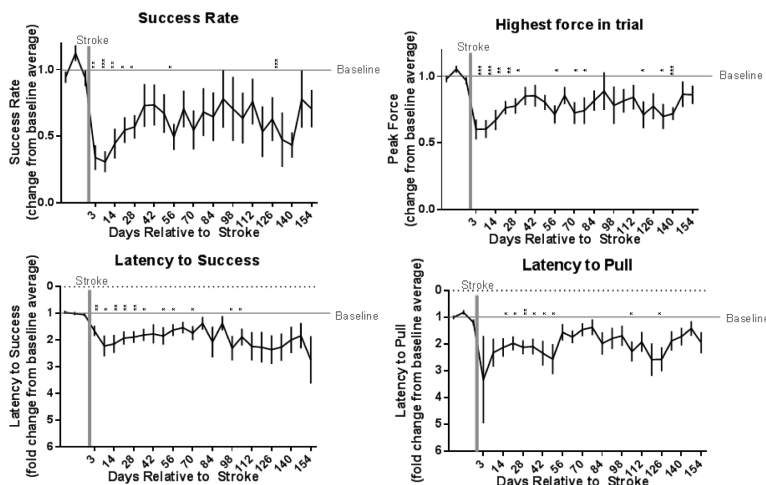 Success Rate
Stroke
Baseline
Success Rate
(change from baseline average)
1.0
0.5
0.0
3 14 28 42 56 70 84 98 112 126 140 154
Days Relative to Stroke
Highest force in trial
Stroke
Baseline
Peak Force
(change from baseline average)
1.0
0.5
0.0
3 14 28 42 56 70 84 98 112 126 140 154
Days Relative to Stroke
Latency to Success
Stroke
Baseline
Latency to Success
(fold change from baseline average)
0
1
2
3
4
5
6
3 14 28 42 56 70 84 98 112 126 140 154
Days Relative to Stroke
Latency to Pull
Stroke
Baseline
Latency to Pull
(fold change from baseline average)
0
1
2
3
4
5
6
3 14 28 42 56 70 84 98 112 126 140 154
Days Relative to Stroke